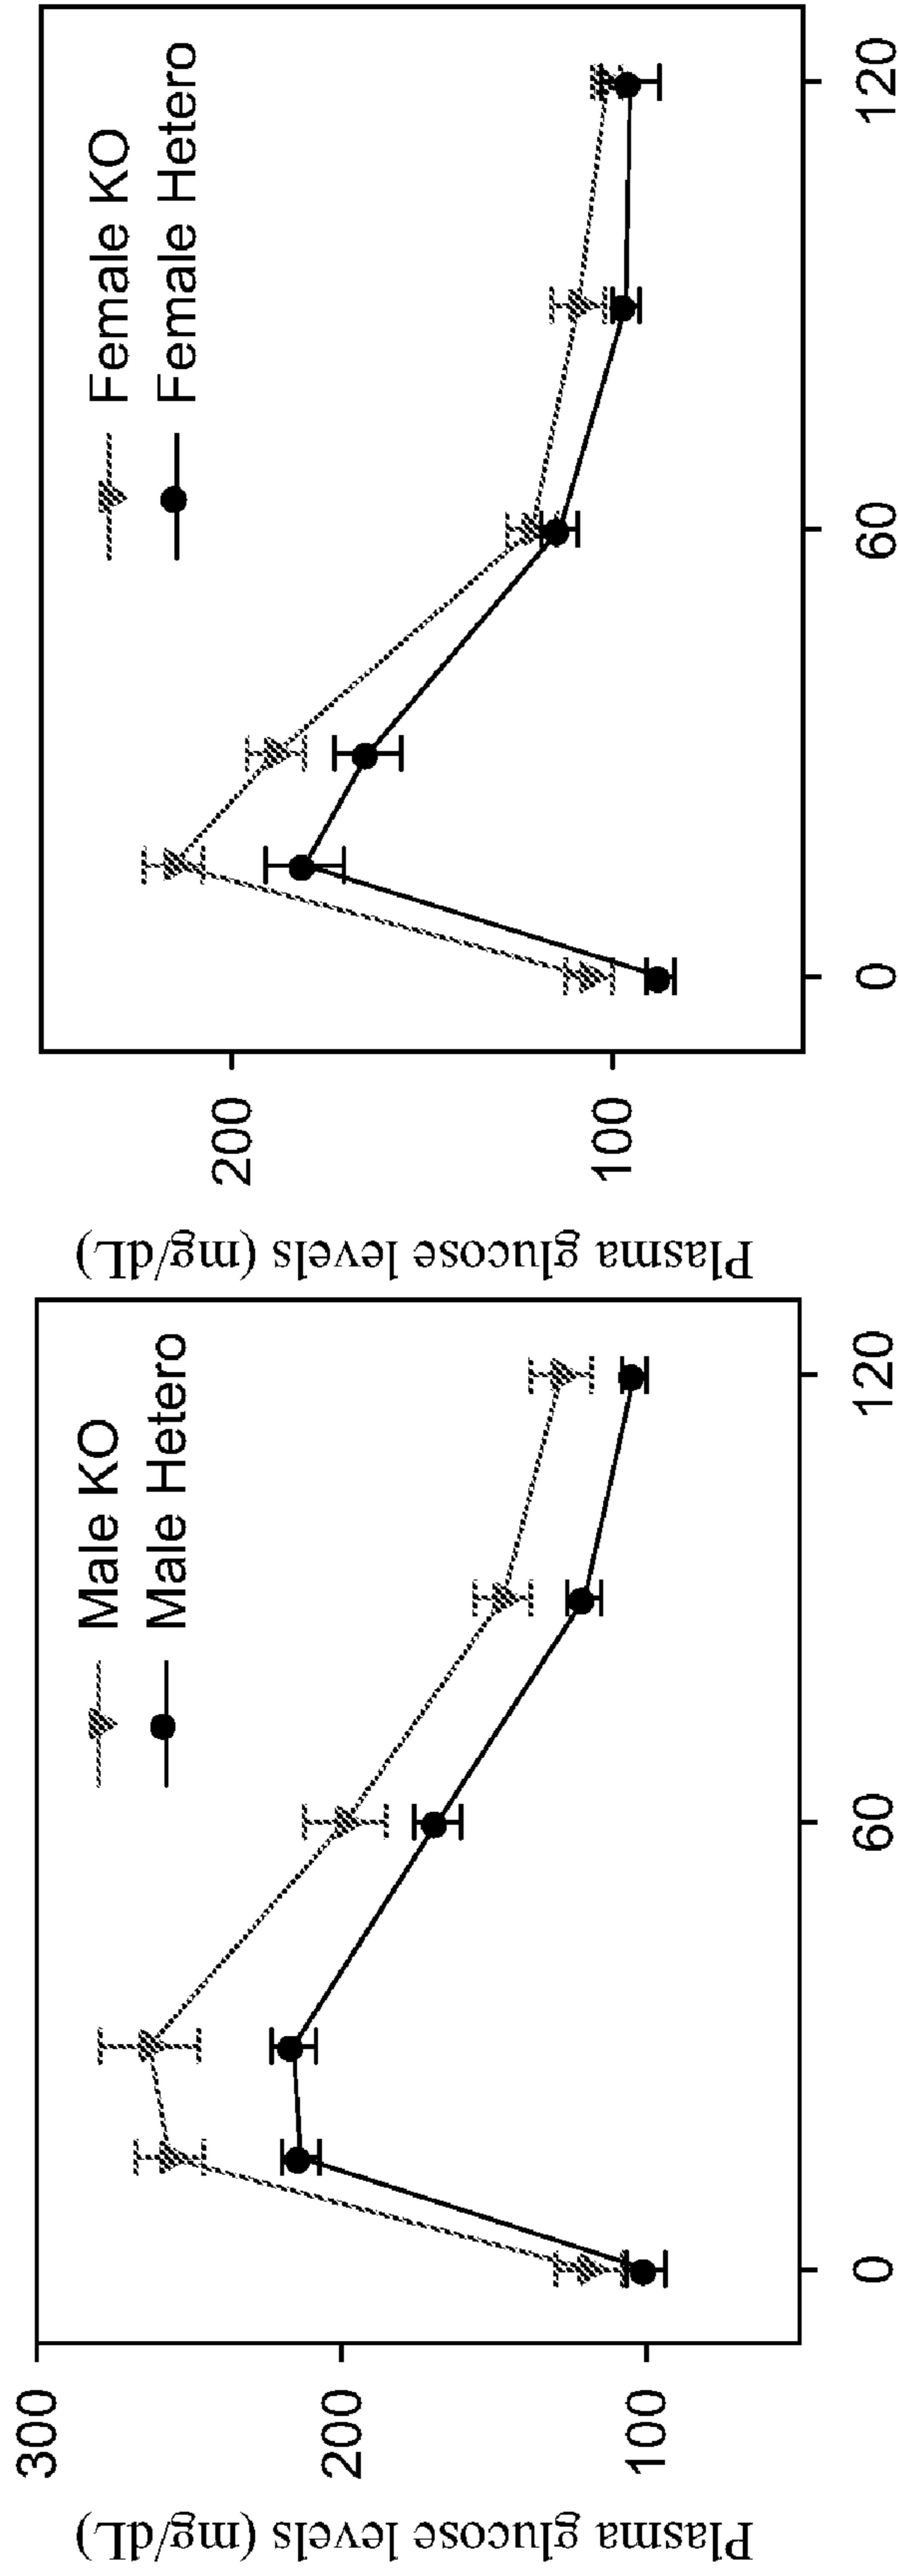 Plasma glucose levels (mg/dL)
300
200
100
Male KO
Male Hetero
0
60
120
Plasma glucose levels (mg/dL)
200
100
Female KO
Female Hetero
0
60
120